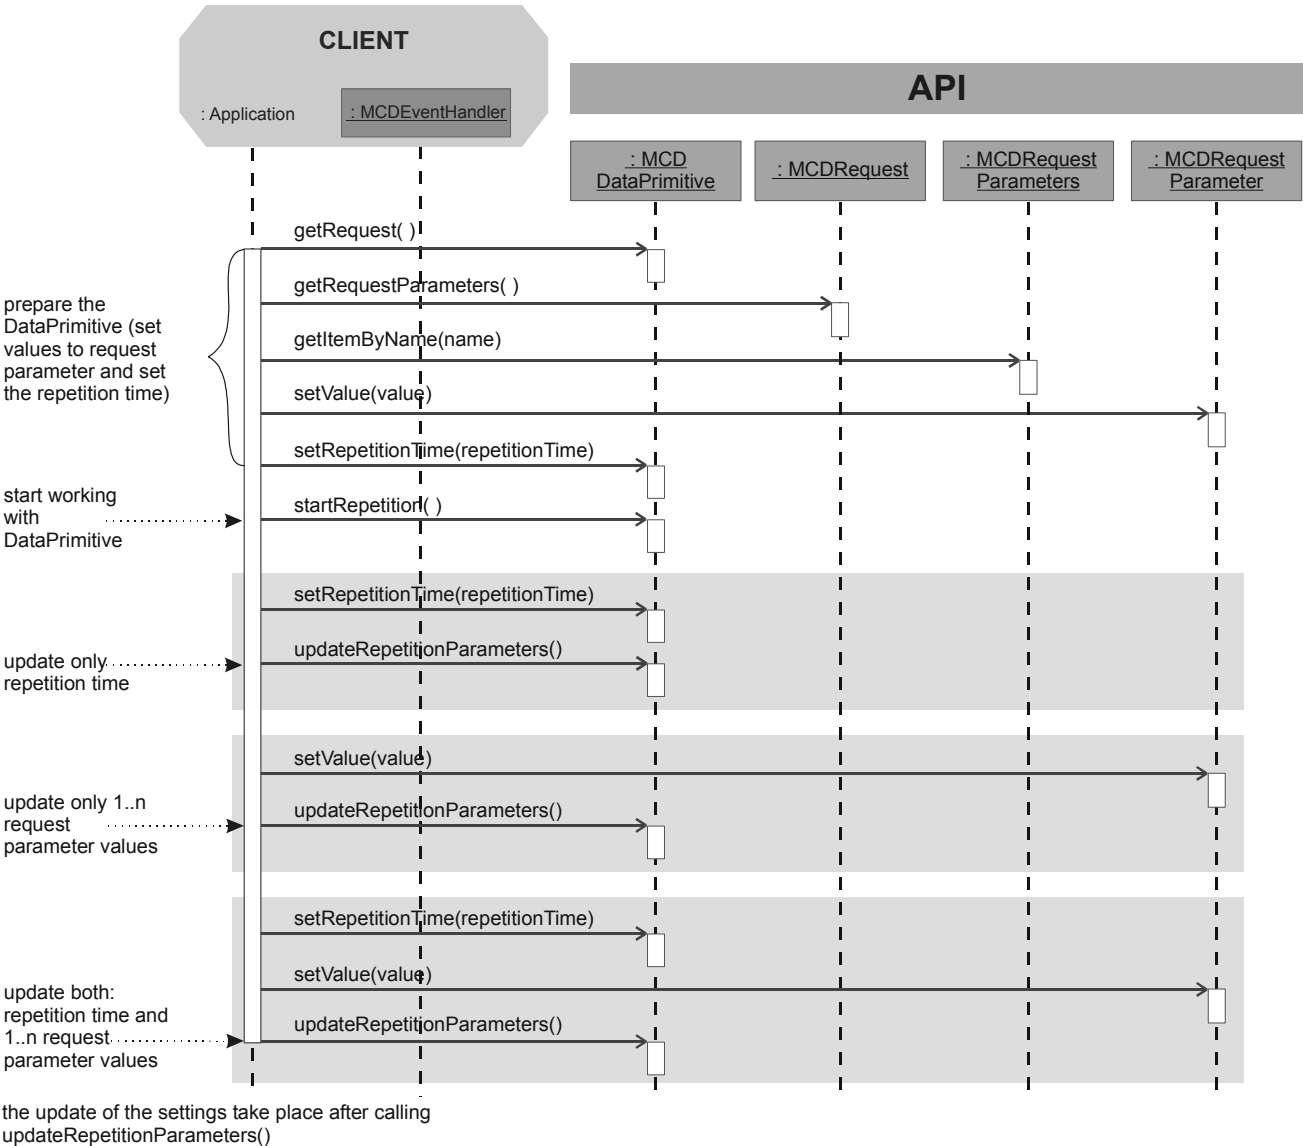 CLIENT
: Application
: MCDEventHandler
API
: MCD
DataPrimitive
: MCDRequest
: MCDRequest
Parameters
: MCDRequest
Parameter
getRequest( )
getRequestParameters( )
getItemByName(name)
setValue(value)
setRepetitionTime(repetitionTime)
prepare the
DataPrimitive (set
values to request
parameter and set
the repetition time)
startRepetition( )
start working
with
DataPrimitive
setRepetitionTime(repetitionTime)
updateRepetitionParameters()
update only
repetition time
setValue(value)
updateRepetitionParameters()
update only 1..n
request
parameter values
setRepetitionTime(repetitionTime)
setValue(value)
updateRepetitionParameters()
update both:
repetition time and
1..n request
parameter values
the update of the settings take place after calling
updateRepetitionParameters()